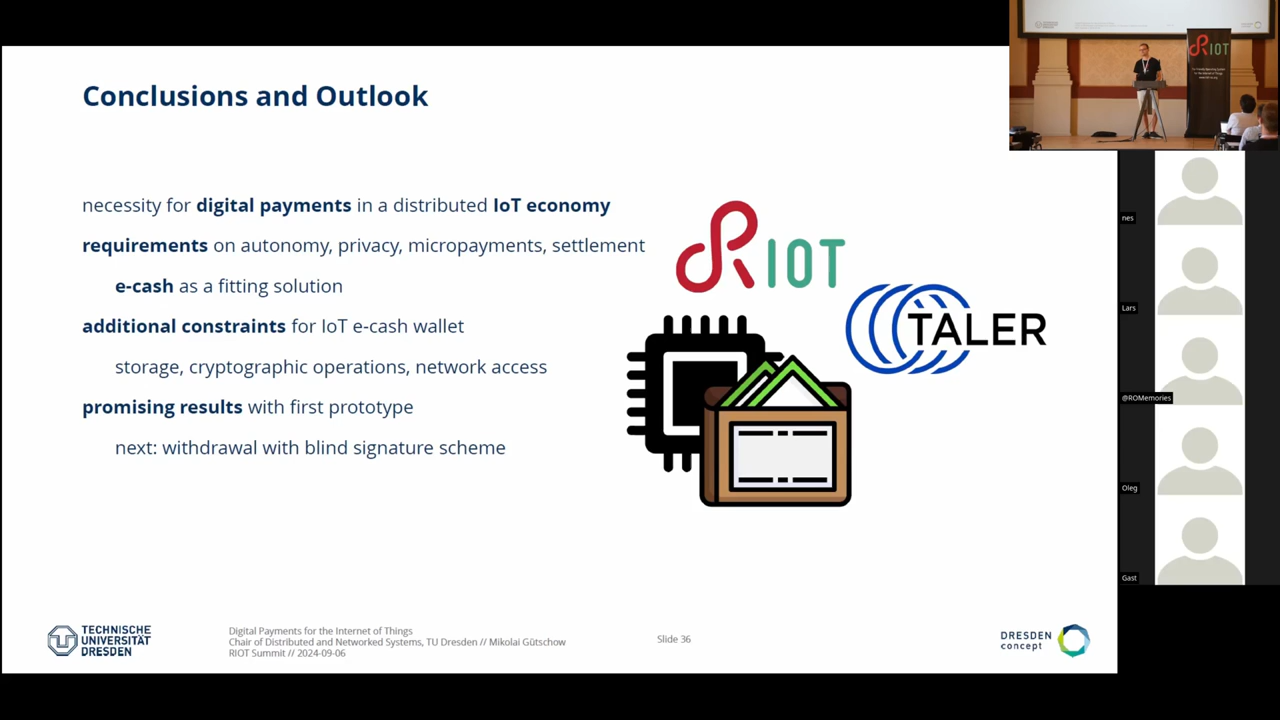 Conclusions and Outlook
necessity for digital payments in a distributed IoT economy
requirements on autonomy, privacy, micropayments, settlement
e-cash as a fitting solution
additional constraints for IoT e-cash wallet
storage, cryptographic operations, network access
promising results with first prototype
next: withdrawal with blind signature scheme
RIOT
TALER
TECHNISCHE
UNIVERSITÄT
DRESDEN
Digital Payments for the Internet of Things
Chair of Distributed and Networked Systems, TU Dresden // Mikolai Gütschow
RIOT Summit // 2024-09-06
Slide 36
DRESDEN
concept
RIOT
nes
Lars
@ROMemories
Oleg
Gast